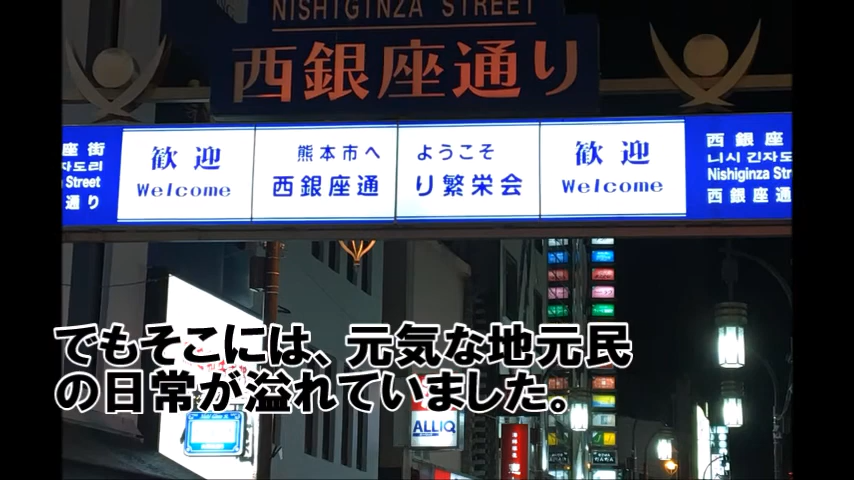 NISHIGINZA STREET
西銀座通り
座街
자도리
Street
通り
歓迎
Welcome
熊本市へ ようこそ
西銀座通り繁栄会
歓迎
Welcome
西銀座
니시긴자도
Nishiginza Str
西銀座通
でもそこには、元気な地元民
の日常が溢れていました。
ALLIQ